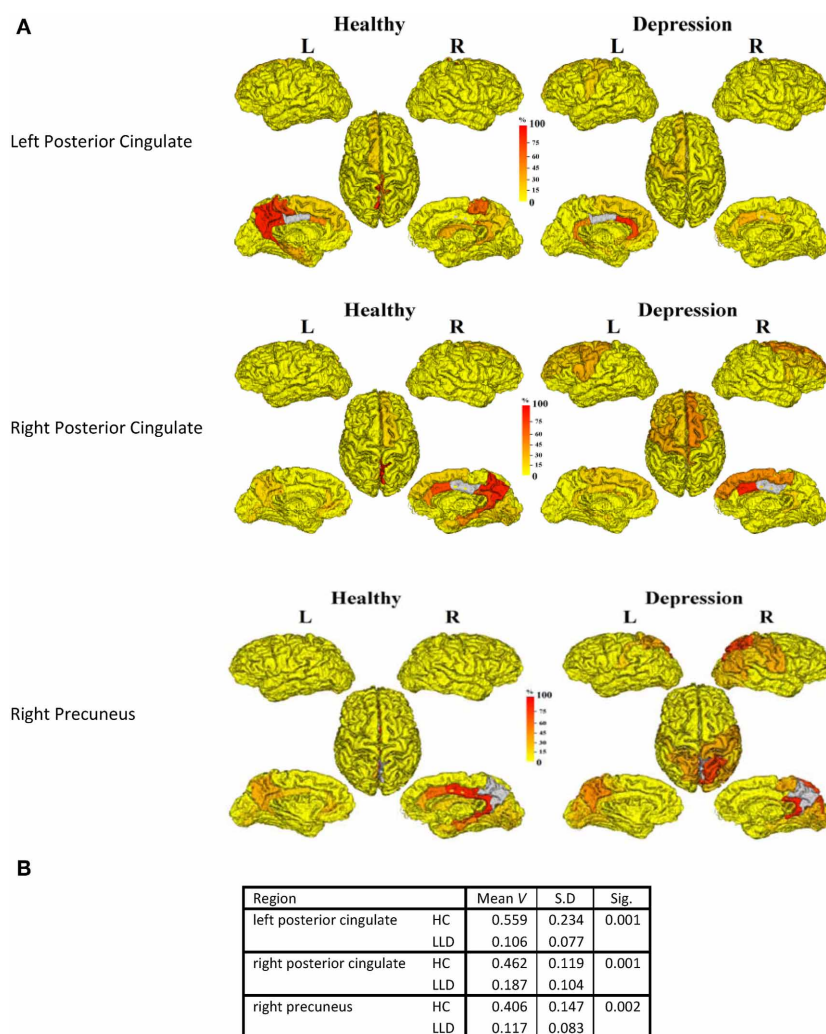 A
Healthy
L R
Depression
L R
Left Posterior Cingulate
%
100
75
60
45
30
15
0
Healthy
L R
Depression
L R
Right Posterior Cingulate
%
100
75
60
45
30
15
0
Healthy
L R
Depression
L R
Right Precuneus
%
100
75
60
45
30
15
0
B
Region Mean V S.D Sig.
left posterior cingulate HC 0.559 0.234 0.001
LLD 0.106 0.077
right posterior cingulate HC 0.462 0.119 0.001
LLD 0.187 0.104
right precuneus HC 0.406 0.147 0.002
LLD 0.117 0.083